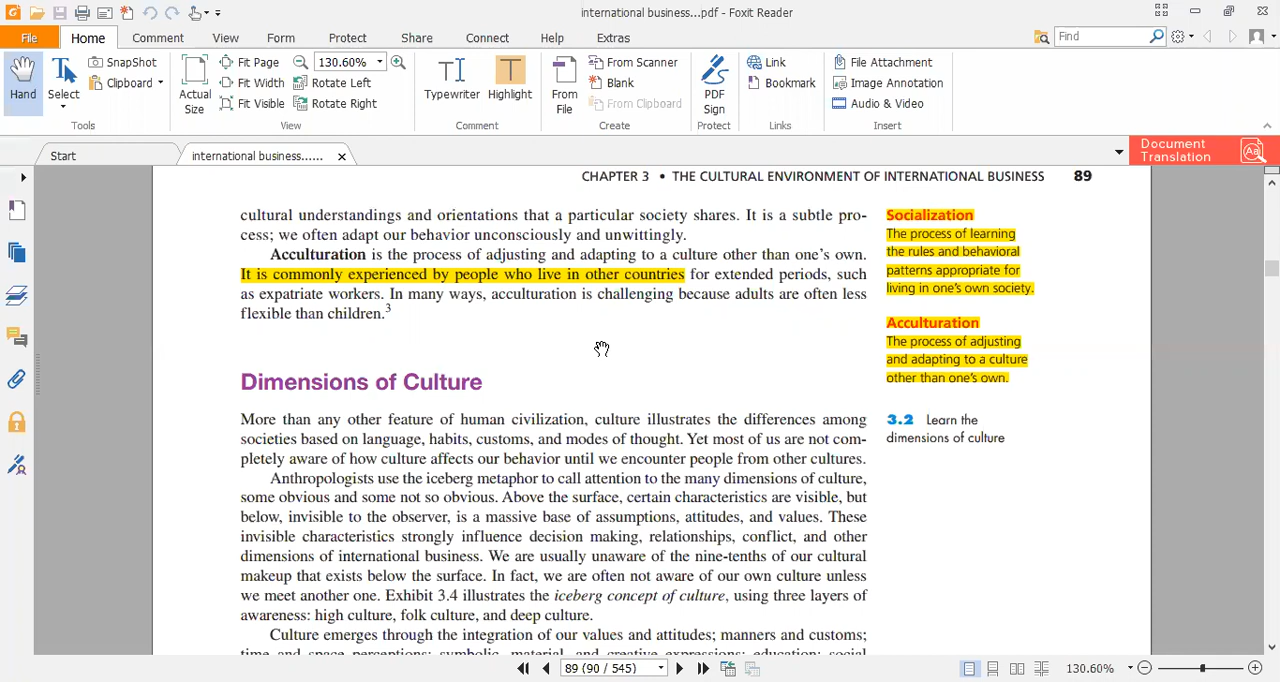 international business...pdf - Foxit Reader
File Home Comment View Form Protect Share Connect Help Extras Find
Hand Select SnapShot Clipboard Tools
Actual Size Fit Page Fit Width Fit Visible 130.60% Rotate Left Rotate Right View
Typewriter Highlight Comment
From File From Scanner Blank From Clipboard Create
PDF Sign Protect
Link Bookmark Links
File Attachment Image Annotation Audio & Video Insert
Start international business...... Document Translation
CHAPTER 3 • THE CULTURAL ENVIRONMENT OF INTERNATIONAL BUSINESS 89
cultural understandings and orientations that a particular society shares. It is a subtle pro-
cess; we often adapt our behavior unconsciously and unwittingly.
Acculturation is the process of adjusting and adapting to a culture other than one's own.
It is commonly experienced by people who live in other countries for extended periods, such
as expatriate workers. In many ways, acculturation is challenging because adults are often less
flexible than children.3
Socialization
The process of learning
the rules and behavioral
patterns appropriate for
living in one's own society.
Acculturation
The process of adjusting
and adapting to a culture
other than one's own.
Dimensions of Culture
3.2 Learn the
dimensions of culture
More than any other feature of human civilization, culture illustrates the differences among
societies based on language, habits, customs, and modes of thought. Yet most of us are not com-
pletely aware of how culture affects our behavior until we encounter people from other cultures.
Anthropologists use the iceberg metaphor to call attention to the many dimensions of culture,
some obvious and some not so obvious. Above the surface, certain characteristics are visible, but
below, invisible to the observer, is a massive base of assumptions, attitudes, and values. These
invisible characteristics strongly influence decision making, relationships, conflict, and other
dimensions of international business. We are usually unaware of the nine-tenths of our cultural
makeup that exists below the surface. In fact, we are often not aware of our own culture unless
we meet another one. Exhibit 3.4 illustrates the iceberg concept of culture, using three layers of
awareness: high culture, folk culture, and deep culture.
Culture emerges through the integration of our values and attitudes; manners and customs;
time and space perceptions; symbolic, material, and creative expressions; education; social
89 (90 / 545) 130.60%